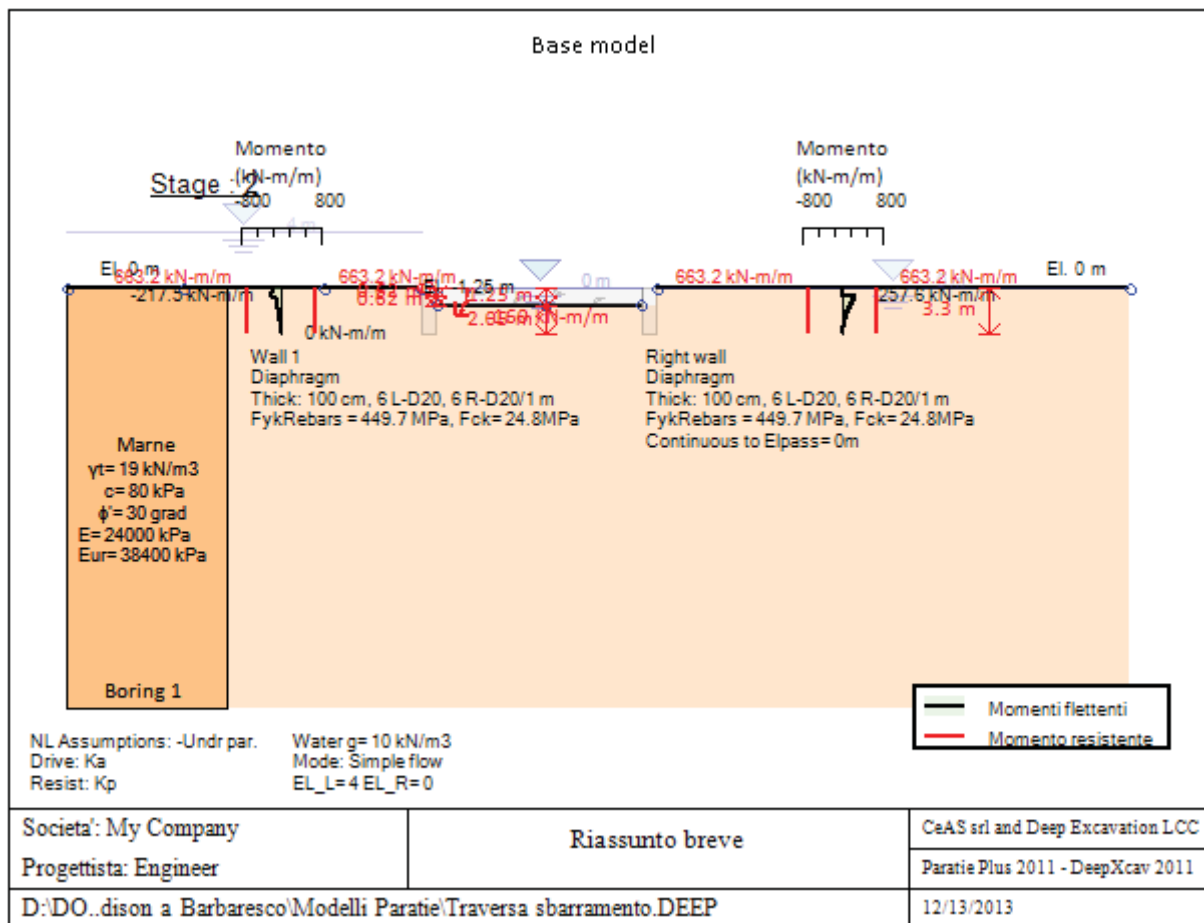 Base model
Momento
(kN-m/m)
-800 800
Momento
(kN-m/m)
-800 800
Stage : 2
4 m
El. 0 m
663.2 kN-m/m
663.2 kN-m/m
-217.5 kN-m/m
0 kN-m/m
1.25 m
0 m
663.2 kN-m/m
663.2 kN-m/m
El. 0 m
3.3 m
Wall 1
Diaphragm
Thick: 100 cm, 6 L-D20, 6 R-D20/1 m
FykRebars = 449.7 MPa, Fck= 24.8MPa
Right wall
Diaphragm
Thick: 100 cm, 6 L-D20, 6 R-D20/1 m
FykRebars = 449.7 MPa, Fck= 24.8MPa
Continuous to Elpass= 0m
Marne
γt= 19 kN/m3
c= 80 kPa
ϕ'= 30 grad
E= 24000 kPa
Eur= 38400 kPa
Boring 1
Momenti flettenti
Momento resistente
NL Assumptions: -Undr par.
Drive: Ka
Resist: Kp
Water g= 10 kN/m3
Mode: Simple flow
EL_L= 4 EL_R= 0
Societa': My Company
Progettista: Engineer
Riassunto breve
CeAS srl and Deep Excavation LCC
Paratie Plus 2011 - DeepXcav 2011
D:\DO..dison a Barbaresco\Modelli Paratie\Traversa sbarramento.DEEP
12/13/2013